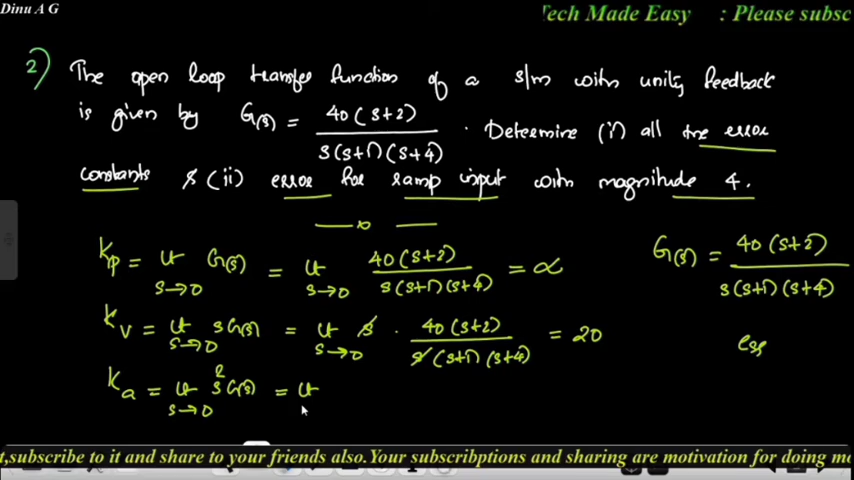 Dinu A G
Tech Made Easy : Please subsc
2) The open loop transfer function of a s/m with unity feedback
is given by G(s) = 40(s+2) / s(s+1)(s+4) . Determine (i) all the error
constants & (ii) error for ramp input with magnitude 4.
Kp = lt s→0 G(s) = lt s→0 40(s+2) / s(s+1)(s+4) = ∝
G(s) = 40(s+2) / s(s+1)(s+4)
Kv = lt s→0 sG(s) = lt s→0 s · 40(s+2) / s(s+1)(s+4) = 20
ess
Ka = lt s→0 s²G(s) = lt
t,subscribe to it and share to your friends also.Your subscribptions and sharing are motivation for doing mo